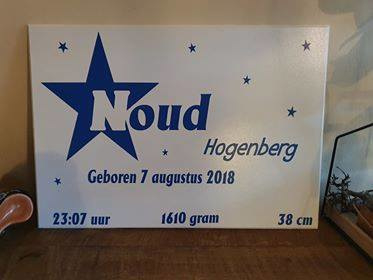 Noud
Hogenberg
Geboren 7 augustus 2018
23:07 uur 1610 gram 38 cm